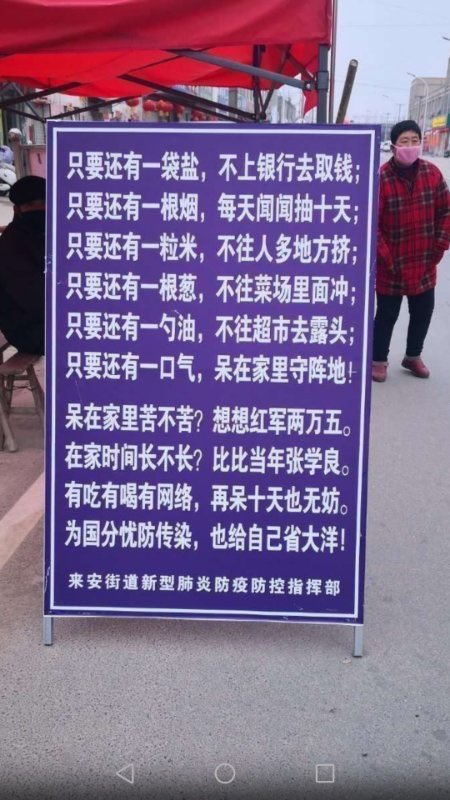 只要还有一袋盐，不上银行去取钱；
只要还有一根烟，每天闻闻抽十天；
只要还有一粒米，不往人多地方挤；
只要还有一根葱，不往菜场里面冲；
只要还有一勺油，不往超市去露头；
只要还有一口气，呆在家里守阵地！
呆在家里苦不苦？想想红军两万五。
在家时间长不长？比比当年张学良。
有吃有喝有网络，再呆十天也无妨。
为国分忧防传染，也给自己省大洋！
来安街道新型肺炎防疫防控指挥部